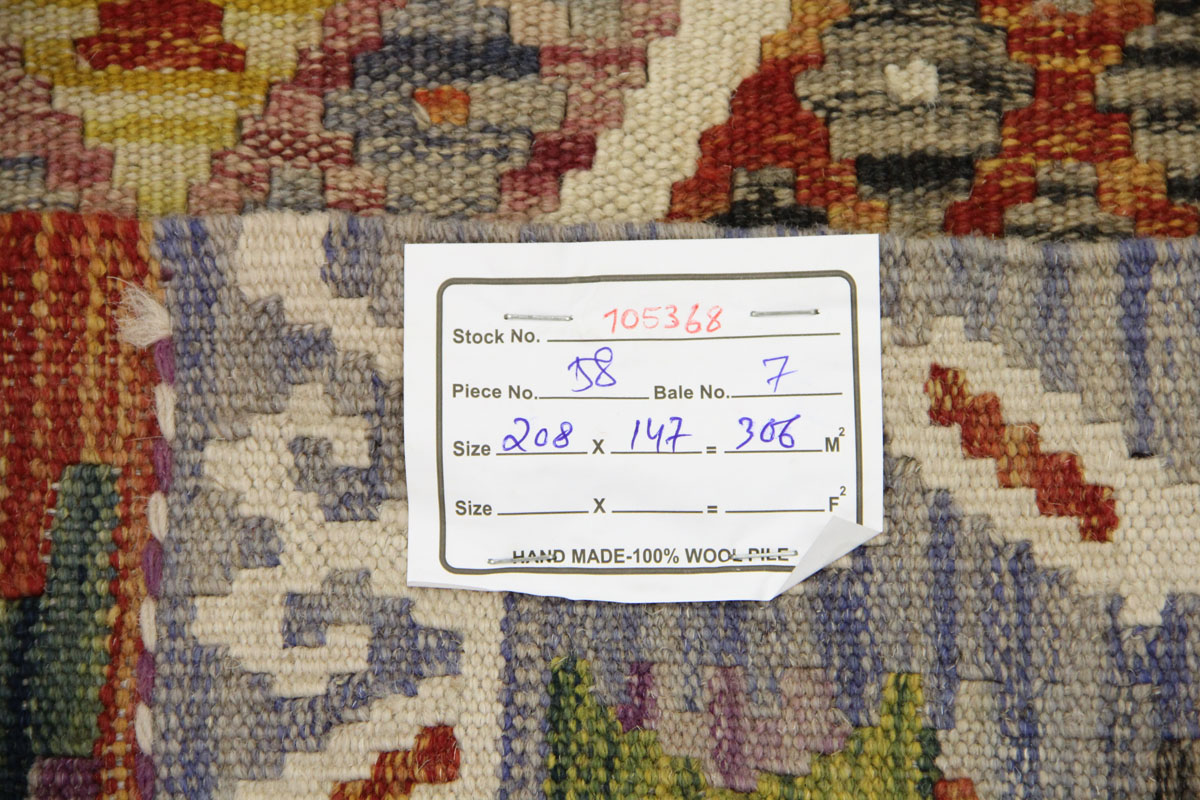 Stock No. 105368
Piece No. 58 Bale No. 7
Size 208 X 147 = 306 M²
Size X = F²
HAND MADE-100% WOOL PILE